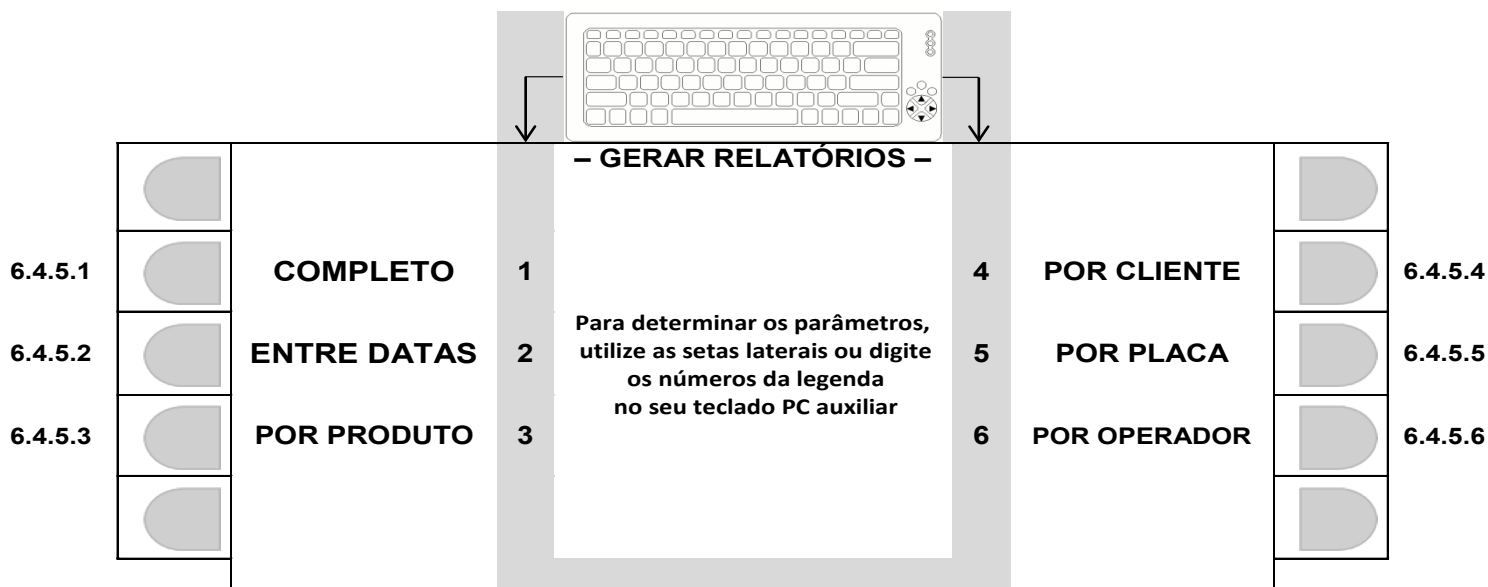 – GERAR RELATÓRIOS –
6.4.5.1 COMPLETO 1 4 POR CLIENTE 6.4.5.4
Para determinar os parâmetros,
6.4.5.2 ENTRE DATAS 2 utilize as setas laterais ou digite 5 POR PLACA 6.4.5.5
os números da legenda
no seu teclado PC auxiliar
6.4.5.3 POR PRODUTO 3 6 POR OPERADOR 6.4.5.6